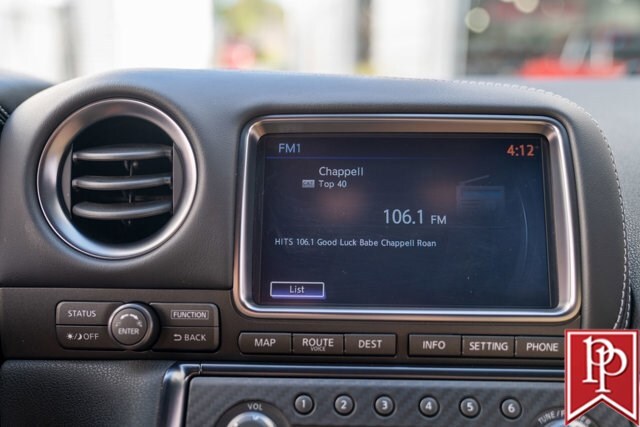 FM1 4:12
Chappell
CAT Top 40
106.1 FM
HITS 106.1 Good Luck Babe Chappell Roan
List
STATUS ENTER FUNCTION
OFF BACK
MAP ROUTE VOICE DEST INFO SETTING PHONE
VOL 1 2 3 4 5 6 TUNE
PP